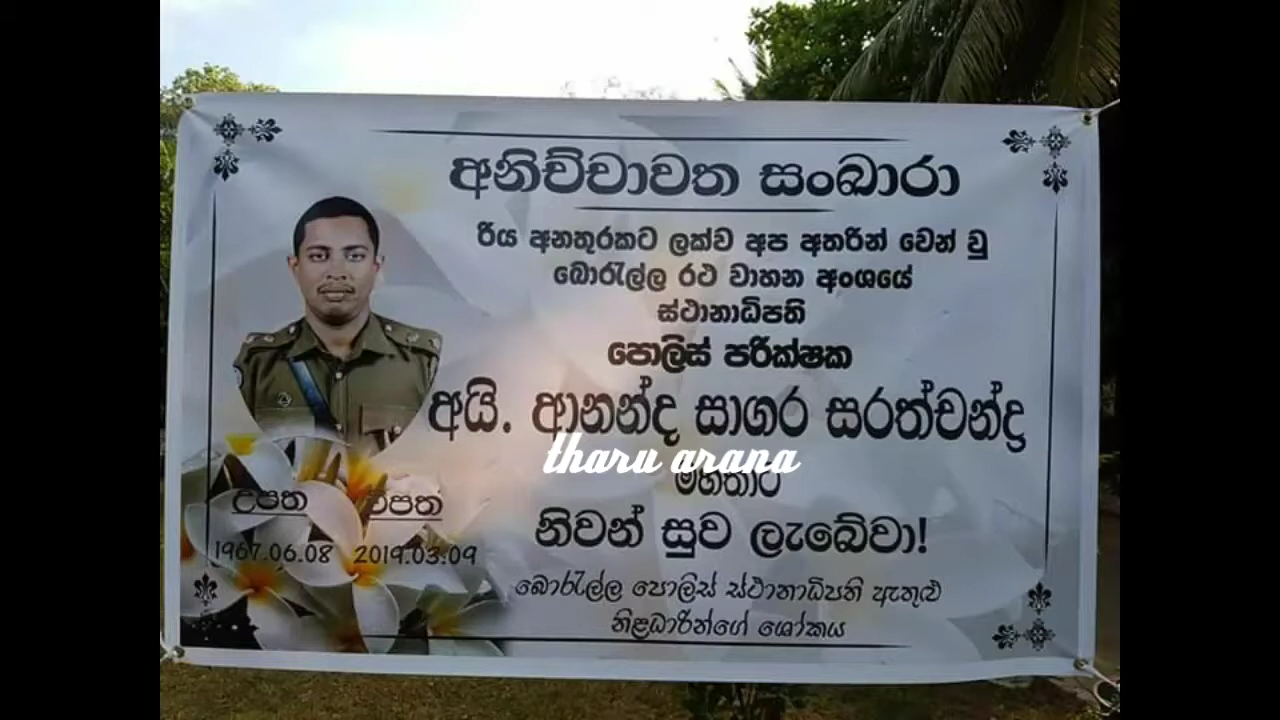 අනිච්චාවත සංඛාරා
රිය අනතුරකට ලක්ව අප අතරින් වෙන් වු
බොරැල්ල රථ වාහන අංශයේ
ස්ථානාධිපති
පොලිස් පරික්ෂක
අයි. ආනන්ද සාගර සරත්චන්ද්‍ර
tharu arana
මහතාට
නිවන් සුව ලැබේවා!
බොරැල්ල පොලිස් ස්ථානාධිපති ඇතුළු
නිළධාරින්ගේ ශෝකය
උපත විපත
1967.06.08 2019.03.09